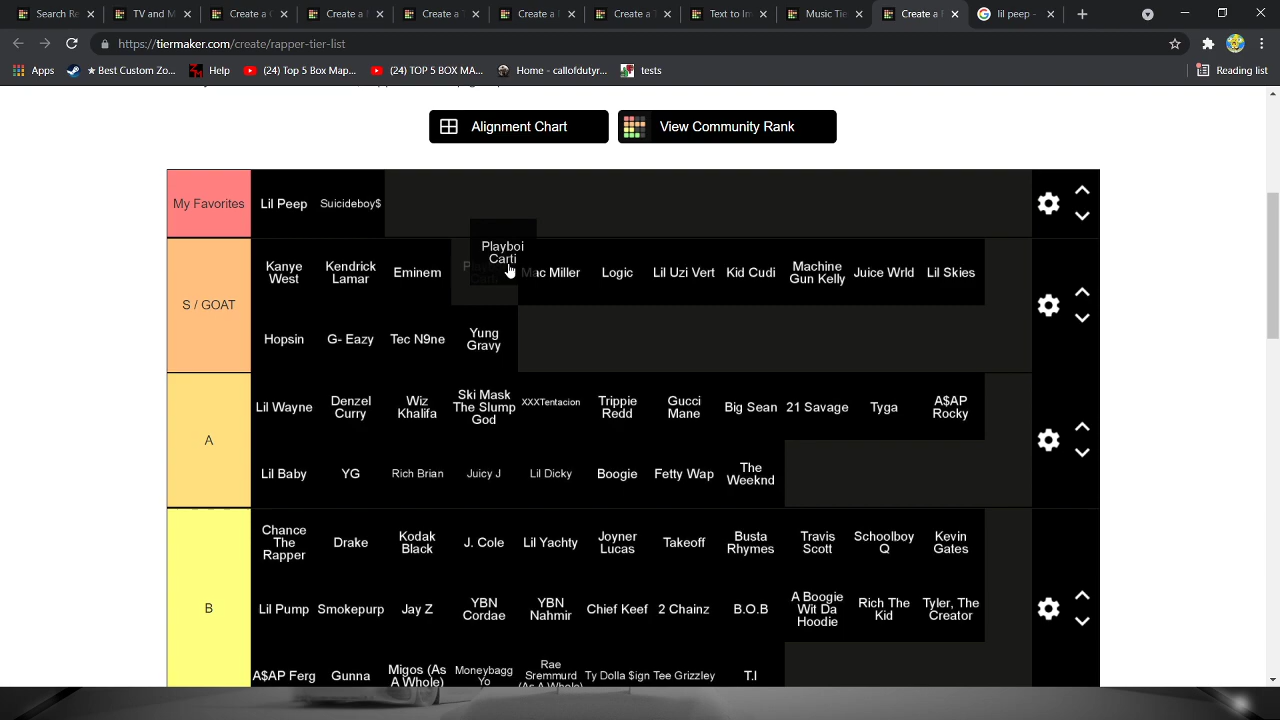 Search Re
TV and M
Create a C
Create a M
Create a T
Create a F
Create a T
Text to Im
Music Tie
Create a F
lil peep -
https://tiermaker.com/create/rapper-tier-list
Apps
★ Best Custom Zo...
Help
(24) Top 5 Box Map...
(24) TOP 5 BOX MA...
Home - callofdutyr...
tests
Reading list
Alignment Chart
View Community Rank
My Favorites
Lil Peep
Suicideboy$
S / GOAT
Kanye
West
Kendrick
Lamar
Eminem
Playboi
Carti
Mac Miller
Logic
Lil Uzi Vert
Kid Cudi
Machine
Gun Kelly
Juice Wrld
Lil Skies
Hopsin
G- Eazy
Tec N9ne
Yung
Gravy
A
Lil Wayne
Denzel
Curry
Wiz
Khalifa
Ski Mask
The Slump
God
XXXTentacion
Trippie
Redd
Gucci
Mane
Big Sean
21 Savage
Tyga
A$AP
Rocky
Lil Baby
YG
Rich Brian
Juicy J
Lil Dicky
Boogie
Fetty Wap
The
Weeknd
B
Chance
The
Rapper
Drake
Kodak
Black
J. Cole
Lil Yachty
Joyner
Lucas
Takeoff
Busta
Rhymes
Travis
Scott
Schoolboy
Q
Kevin
Gates
Lil Pump
Smokepurp
Jay Z
YBN
Cordae
YBN
Nahmir
Chief Keef
2 Chainz
B.O.B
A Boogie
Wit Da
Hoodie
Rich The
Kid
Tyler, The
Creator
A$AP Ferg
Gunna
Migos (As
A Whole)
Moneybagg
Yo
Rae
Sremmurd
(As A Whole)
Ty Dolla $ign
Tee Grizzley
T.I